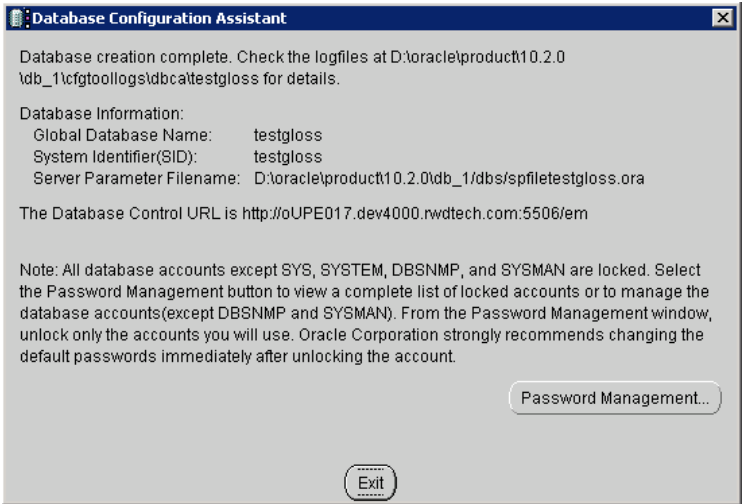 Database Configuration Assistant
Database creation complete. Check the logfiles at D:\oracle\product\10.2.0
\db_1\cfgtoollogs\dbca\testgloss for details.
Database Information:
Global Database Name: testgloss
System Identifier(SID): testgloss
Server Parameter Filename: D:\oracle\product\10.2.0\db_1/dbs/spfiletestgloss.ora
The Database Control URL is http://oUPE017.dev4000.rwdtech.com:5506/em
Note: All database accounts except SYS, SYSTEM, DBSNMP, and SYSMAN are locked. Select
the Password Management button to view a complete list of locked accounts or to manage the
database accounts(except DBSNMP and SYSMAN). From the Password Management window,
unlock only the accounts you will use. Oracle Corporation strongly recommends changing the
default passwords immediately after unlocking the account.
Password Management...
Exit